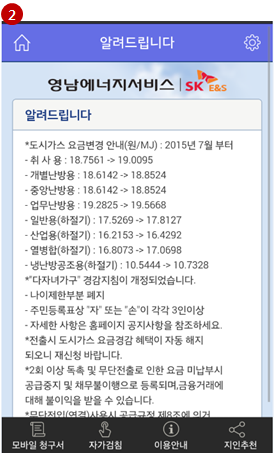 2
알려드립니다
영남에너지서비스 SK E&S
알려드립니다
*도시가스 요금변경 안내(원/MJ) : 2015년 7월 부터
- 취 사 용 : 18.7561 -> 19.0095
- 개별난방용 : 18.6142 -> 18.8524
- 중앙난방용 : 18.6142 -> 18.8524
- 업무난방용 : 19.2825 -> 19.5668
- 일반용(하절기) : 17.5269 -> 17.8127
- 산업용(하절기) : 16.2153 -> 16.4292
- 열병합(하절기) : 16.8073 -> 17.0698
- 냉난방공조용(하절기) : 10.5444 -> 10.7328
*"다자녀가구" 경감지침이 개정되었습니다.
- 나이제한부분 폐지
- 주민등록표상 "자" 또는 "손"이 각각 3인이상
- 자세한 사항은 홈페이지 공지사항을 참조하세요.
*전출시 도시가스 요금경감 혜택이 자동 해지
되오니 재신청 바랍니다.
*2회 이상 독촉 및 무단전출로 인한 요금 미납부시
공급중지 및 채무불이행으로 등록되며,금융거래에
대해 불이익을 받을 수 있습니다.
*무단전입(연결)사용시 공급규정 제8조에 의거
모바일 청구서 자가검침 이용안내 지인추천